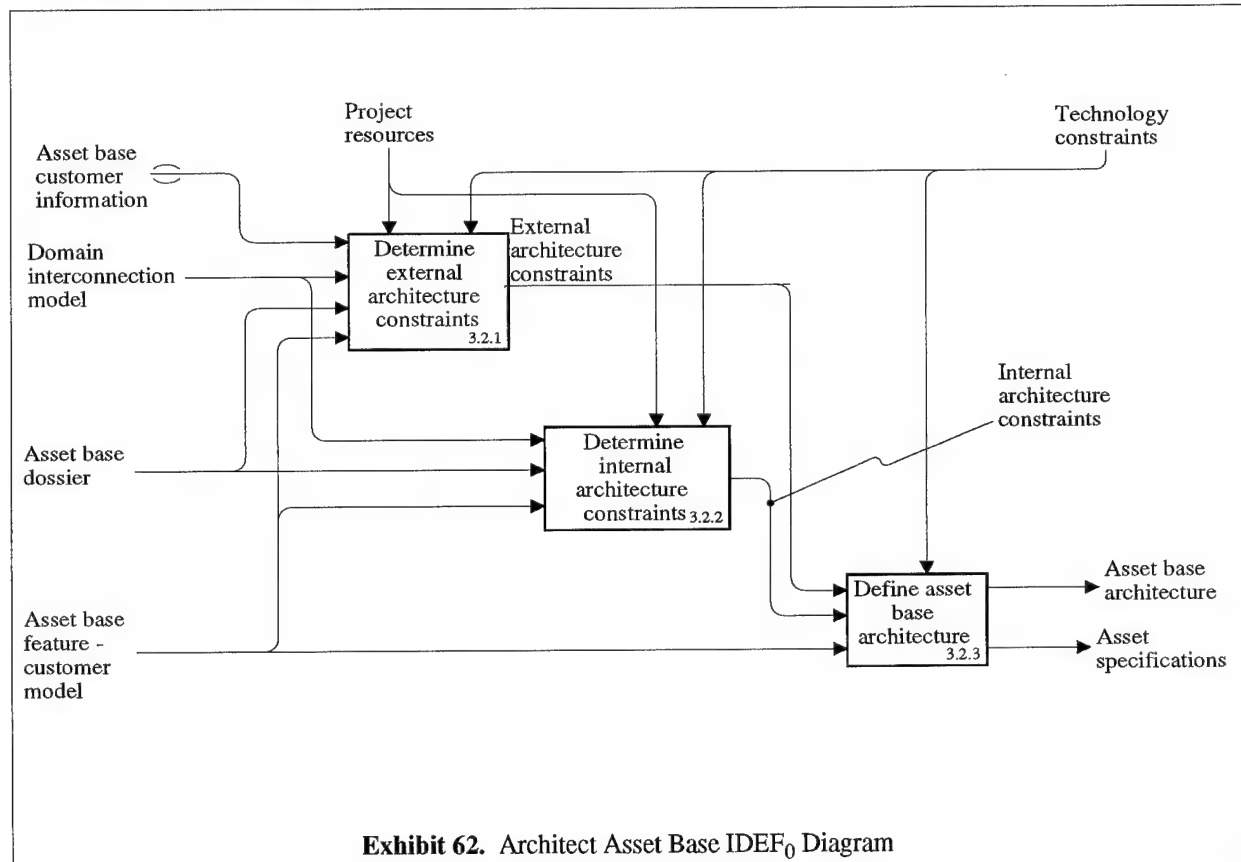 Project
resources
Technology
constraints
Asset base
customer
information
Domain
interconnection
model
Determine
external
architecture
constraints
3.2.1
External
architecture
constraints
Internal
architecture
constraints
Asset base
dossier
Determine
internal
architecture
constraints 3.2.2
Asset base
feature -
customer
model
Define asset
base
architecture
3.2.3
Asset base
architecture
Asset
specifications
Exhibit 62. Architect Asset Base IDEF0 Diagram